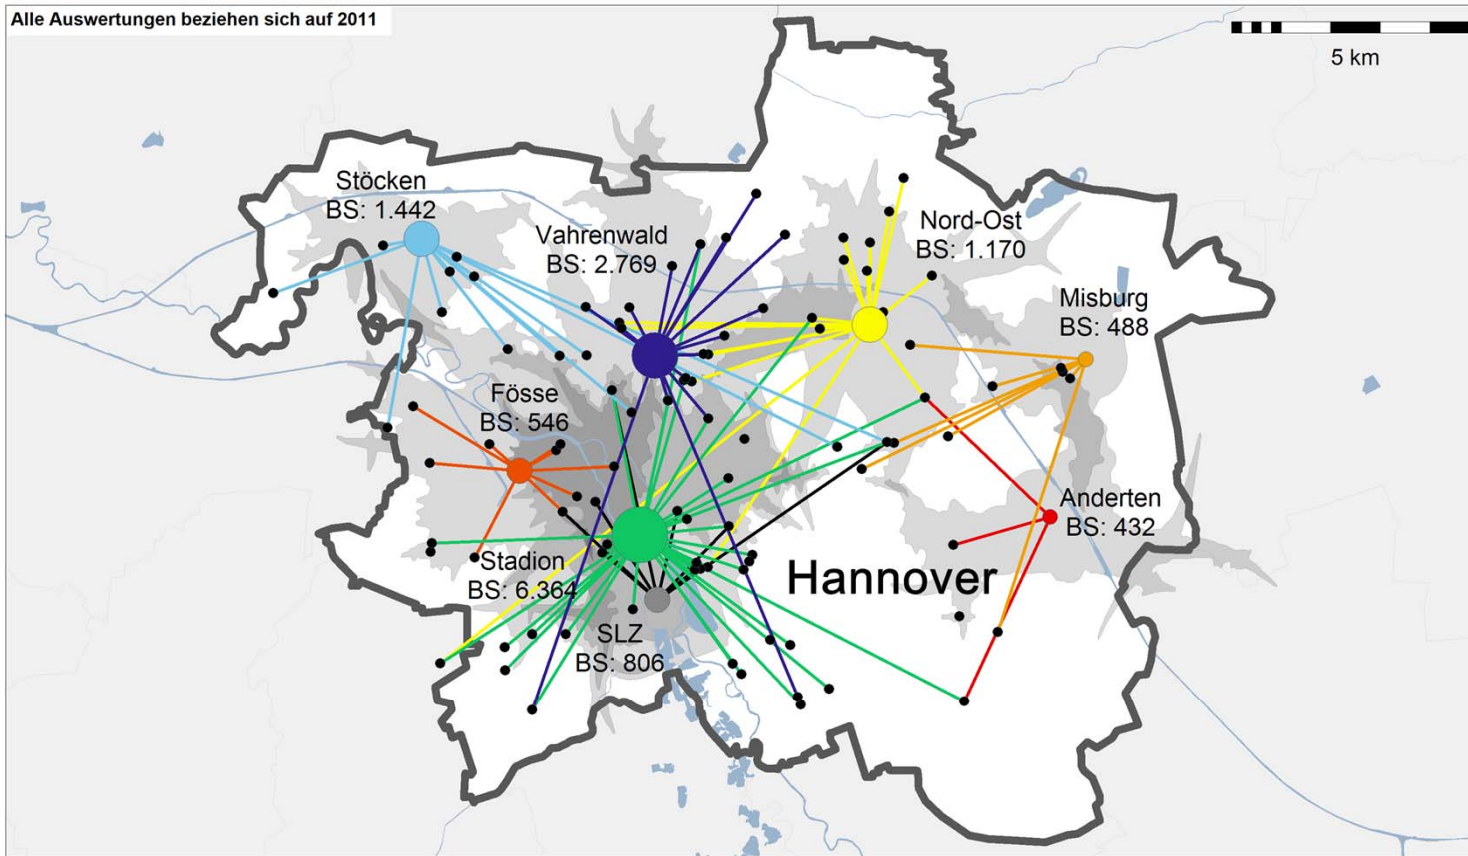 Alle Auswertungen beziehen sich auf 2011
5 km
Stöcken
BS: 1.442
Vahrenwald
BS: 2.769
Nord-Ost
BS: 1.170
Misburg
BS: 488
Fösse
BS: 546
Anderten
BS: 432
Stadion
BS: 6.364
Hannover
SLZ
BS: 806